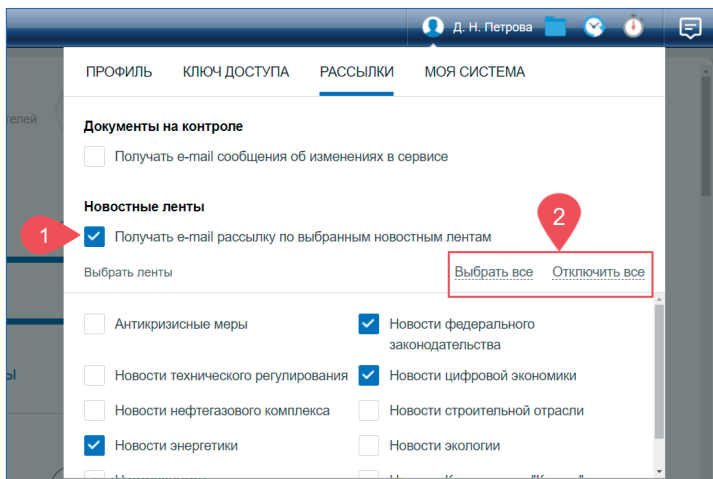 Д. Н. Петрова
ПРОФИЛЬ КЛЮЧ ДОСТУПА РАССЫЛКИ МОЯ СИСТЕМА
телей
Документы на контроле
Получать e-mail сообщения об изменениях в сервисе
Новостные ленты
2
1 Получать e-mail рассылку по выбранным новостным лентам
Выбрать ленты Выбрать все Отключить все
Антикризисные меры Новости федерального
законодательства
Новости технического регулирования Новости цифровой экономики
Новости нефтегазового комплекса Новости строительной отрасли
Новости энергетики Новости экологии